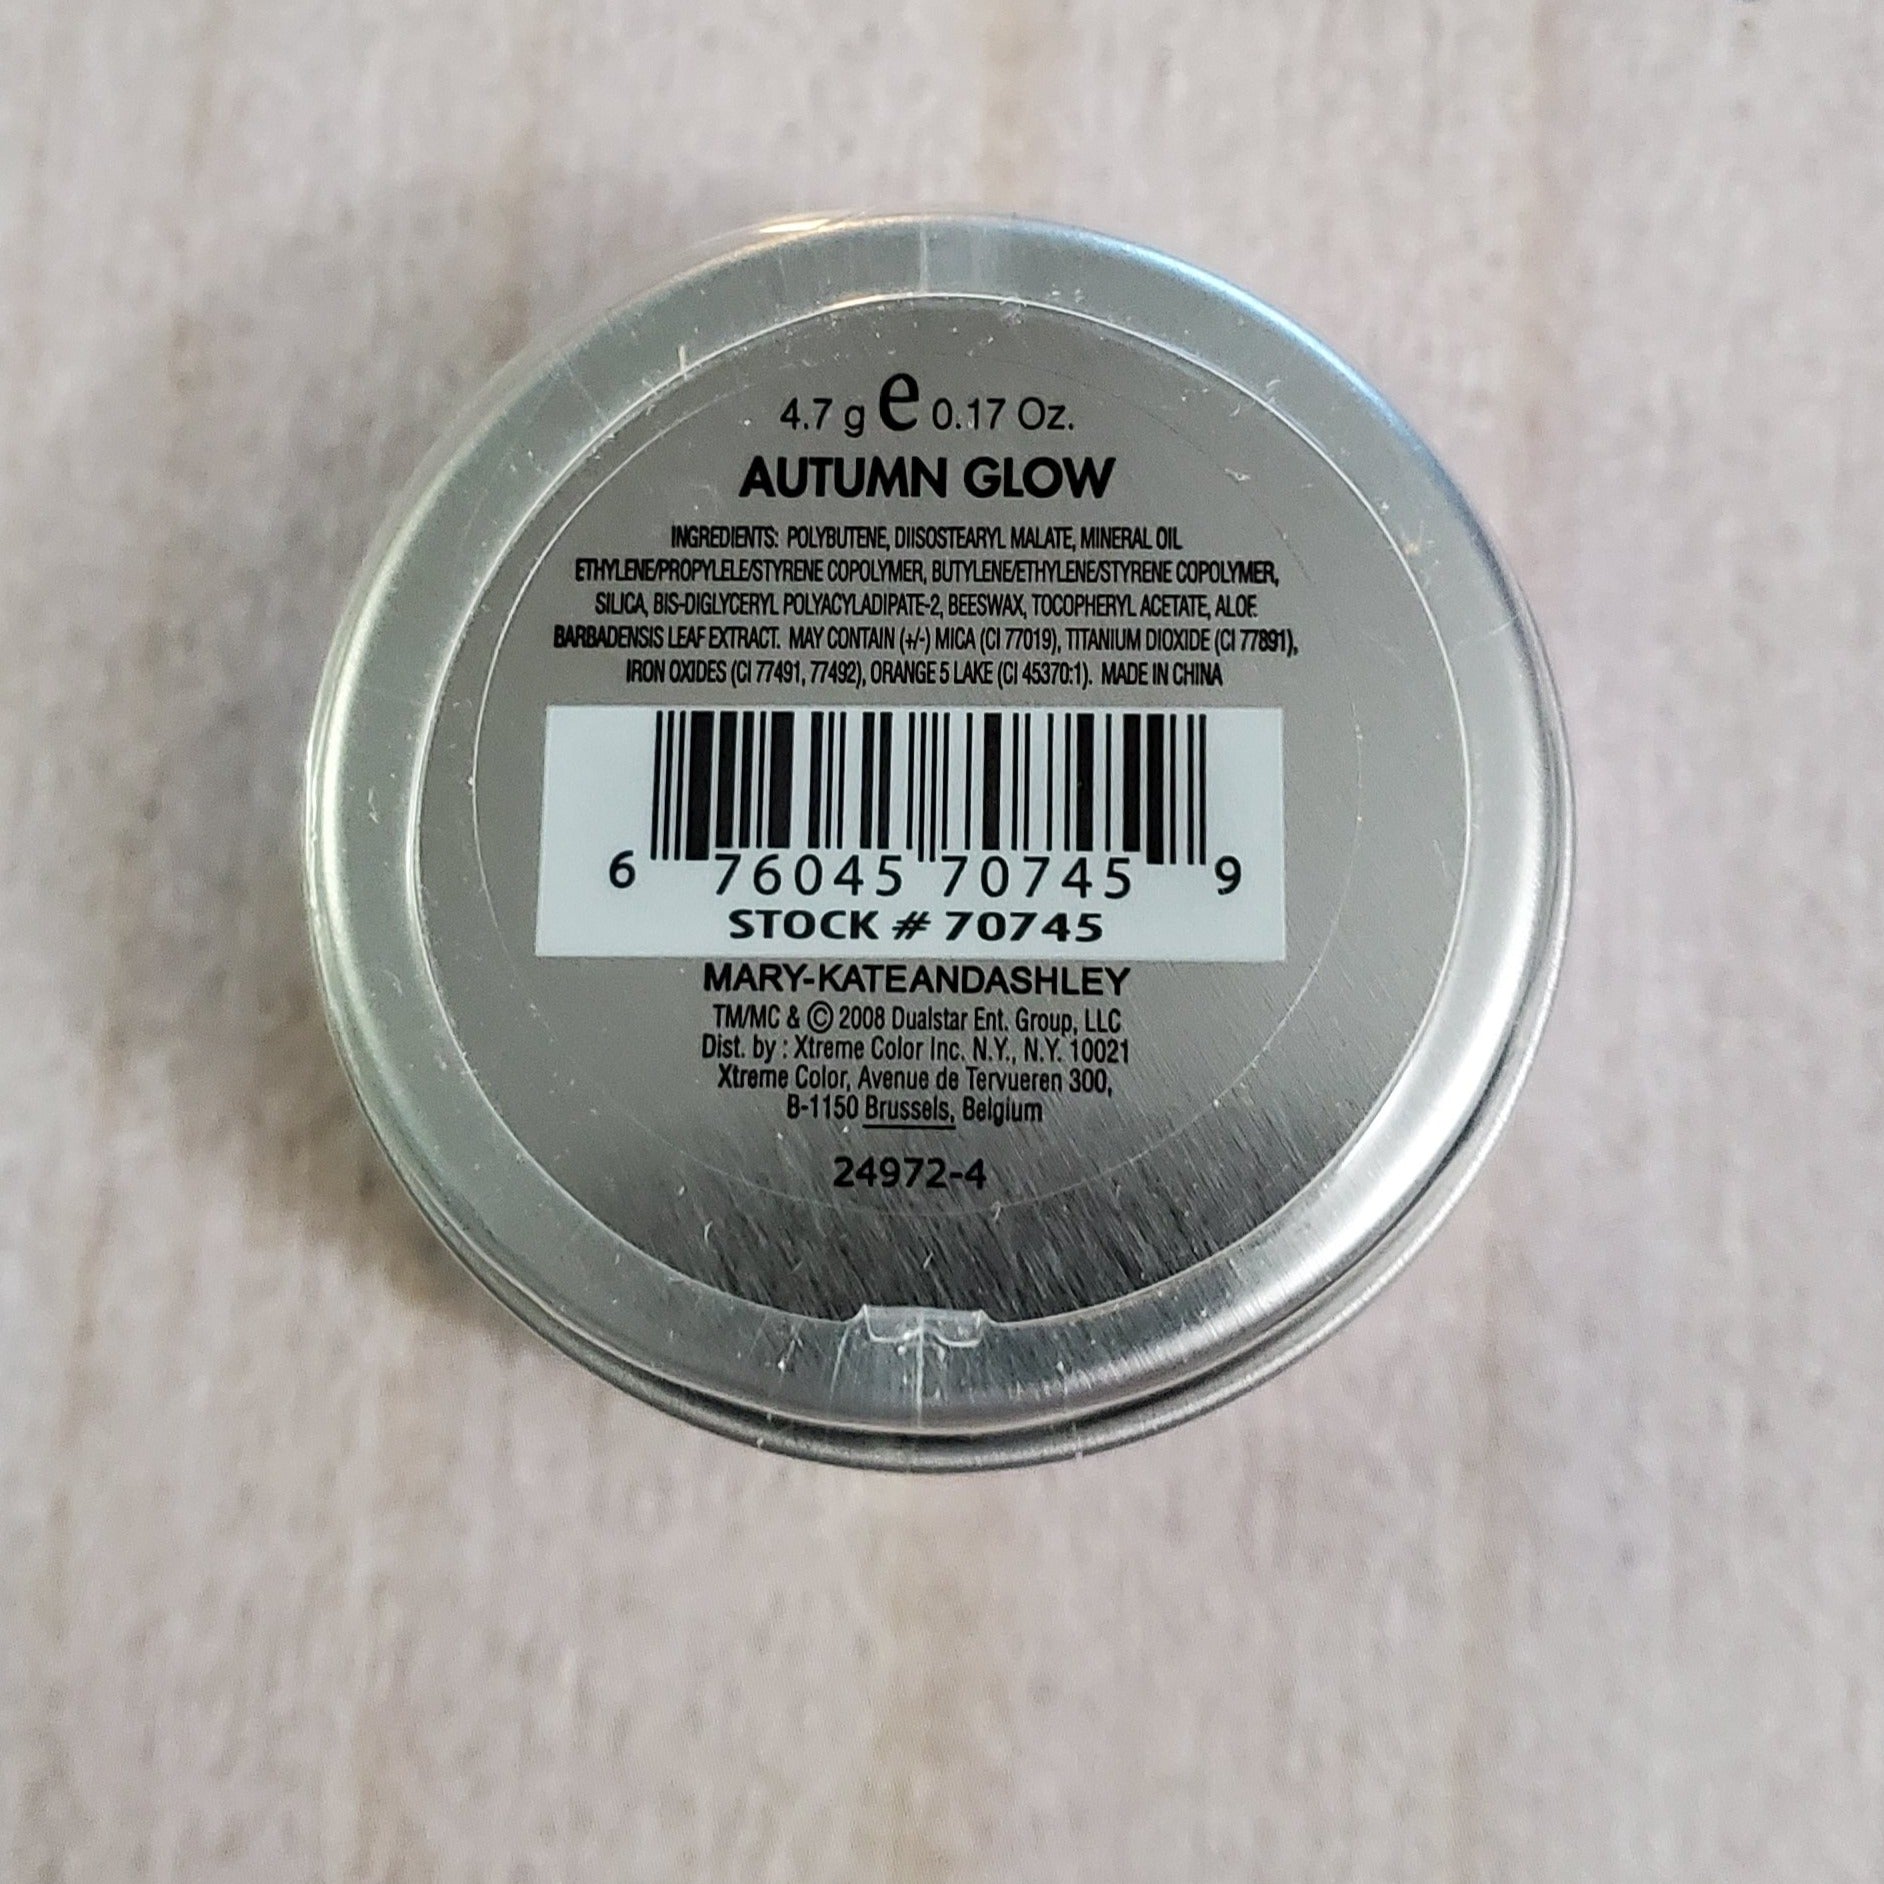 4.7 g e 0.17 Oz.
AUTUMN GLOW
INGREDIENTS: POLYBUTENE, DIISOSTEARYL MALATE, MINERAL OIL
ETHYLENE/PROPYLELE/STYRENE COPOLYMER, BUTYLENE/ETHYLENE/STYRENE COPOLYMER,
SILICA, BIS-DIGLYCERYL POLYACYLADIPATE-2, BEESWAX, TOCOPHERYL ACETATE, ALOE
BARBADENSIS LEAF EXTRACT. MAY CONTAIN (+/-) MICA (CI 77019), TITANIUM DIOXIDE (CI 77891),
IRON OXIDES (CI 77491, 77492), ORANGE 5 LAKE (CI 45370:1). MADE IN CHINA
6 76045 70745 9
STOCK # 70745
MARY-KATEANDASHLEY
TM/MC & © 2008 Dualstar Ent. Group, LLC
Dist. by : Xtreme Color Inc. N.Y., N.Y. 10021
Xtreme Color, Avenue de Tervueren 300,
B-1150 Brussels, Belgium
24972-4